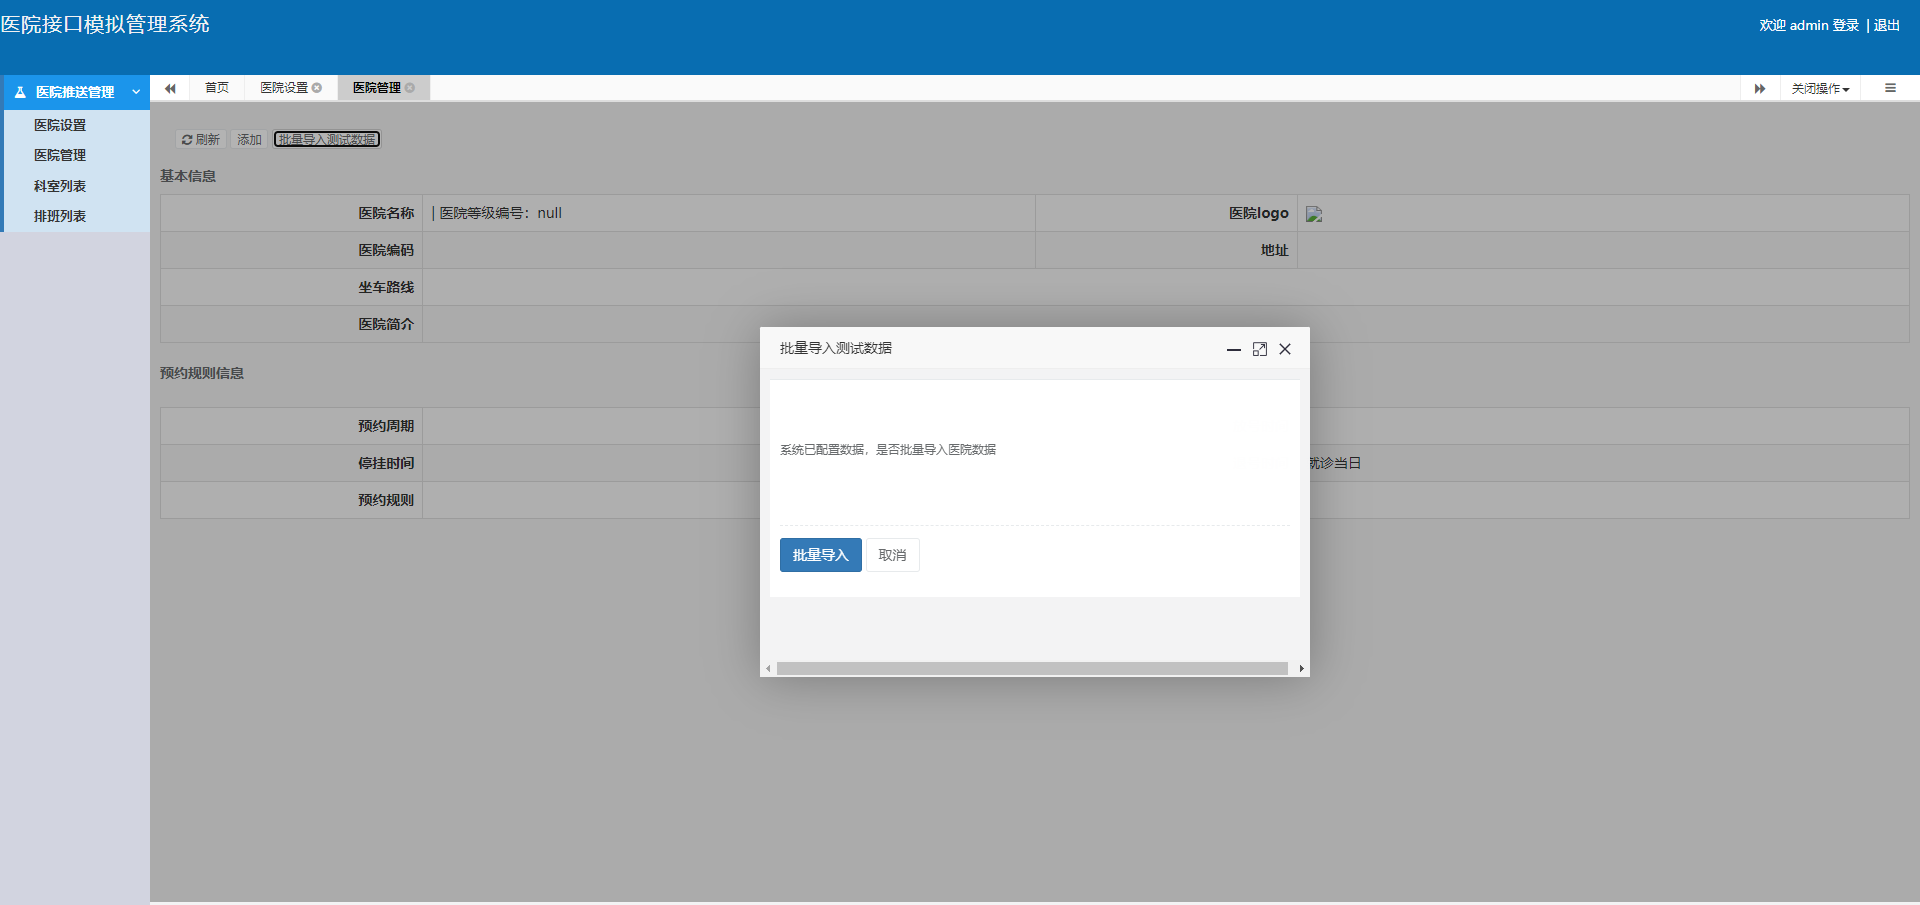 医院接口模拟管理系统
欢迎 admin 登录 | 退出
医院推送管理
首页
医院设置
医院管理
关闭操作
医院设置
医院管理
科室列表
排班列表
刷新 添加 批量导入测试数据
基本信息
医院名称 | 医院等级编号：null 医院logo
医院编码 地址
坐车路线
医院简介
预约规则信息
预约周期
停挂时间 就诊当日
预约规则
批量导入测试数据
系统已配置数据，是否批量导入医院数据
批量导入 取消